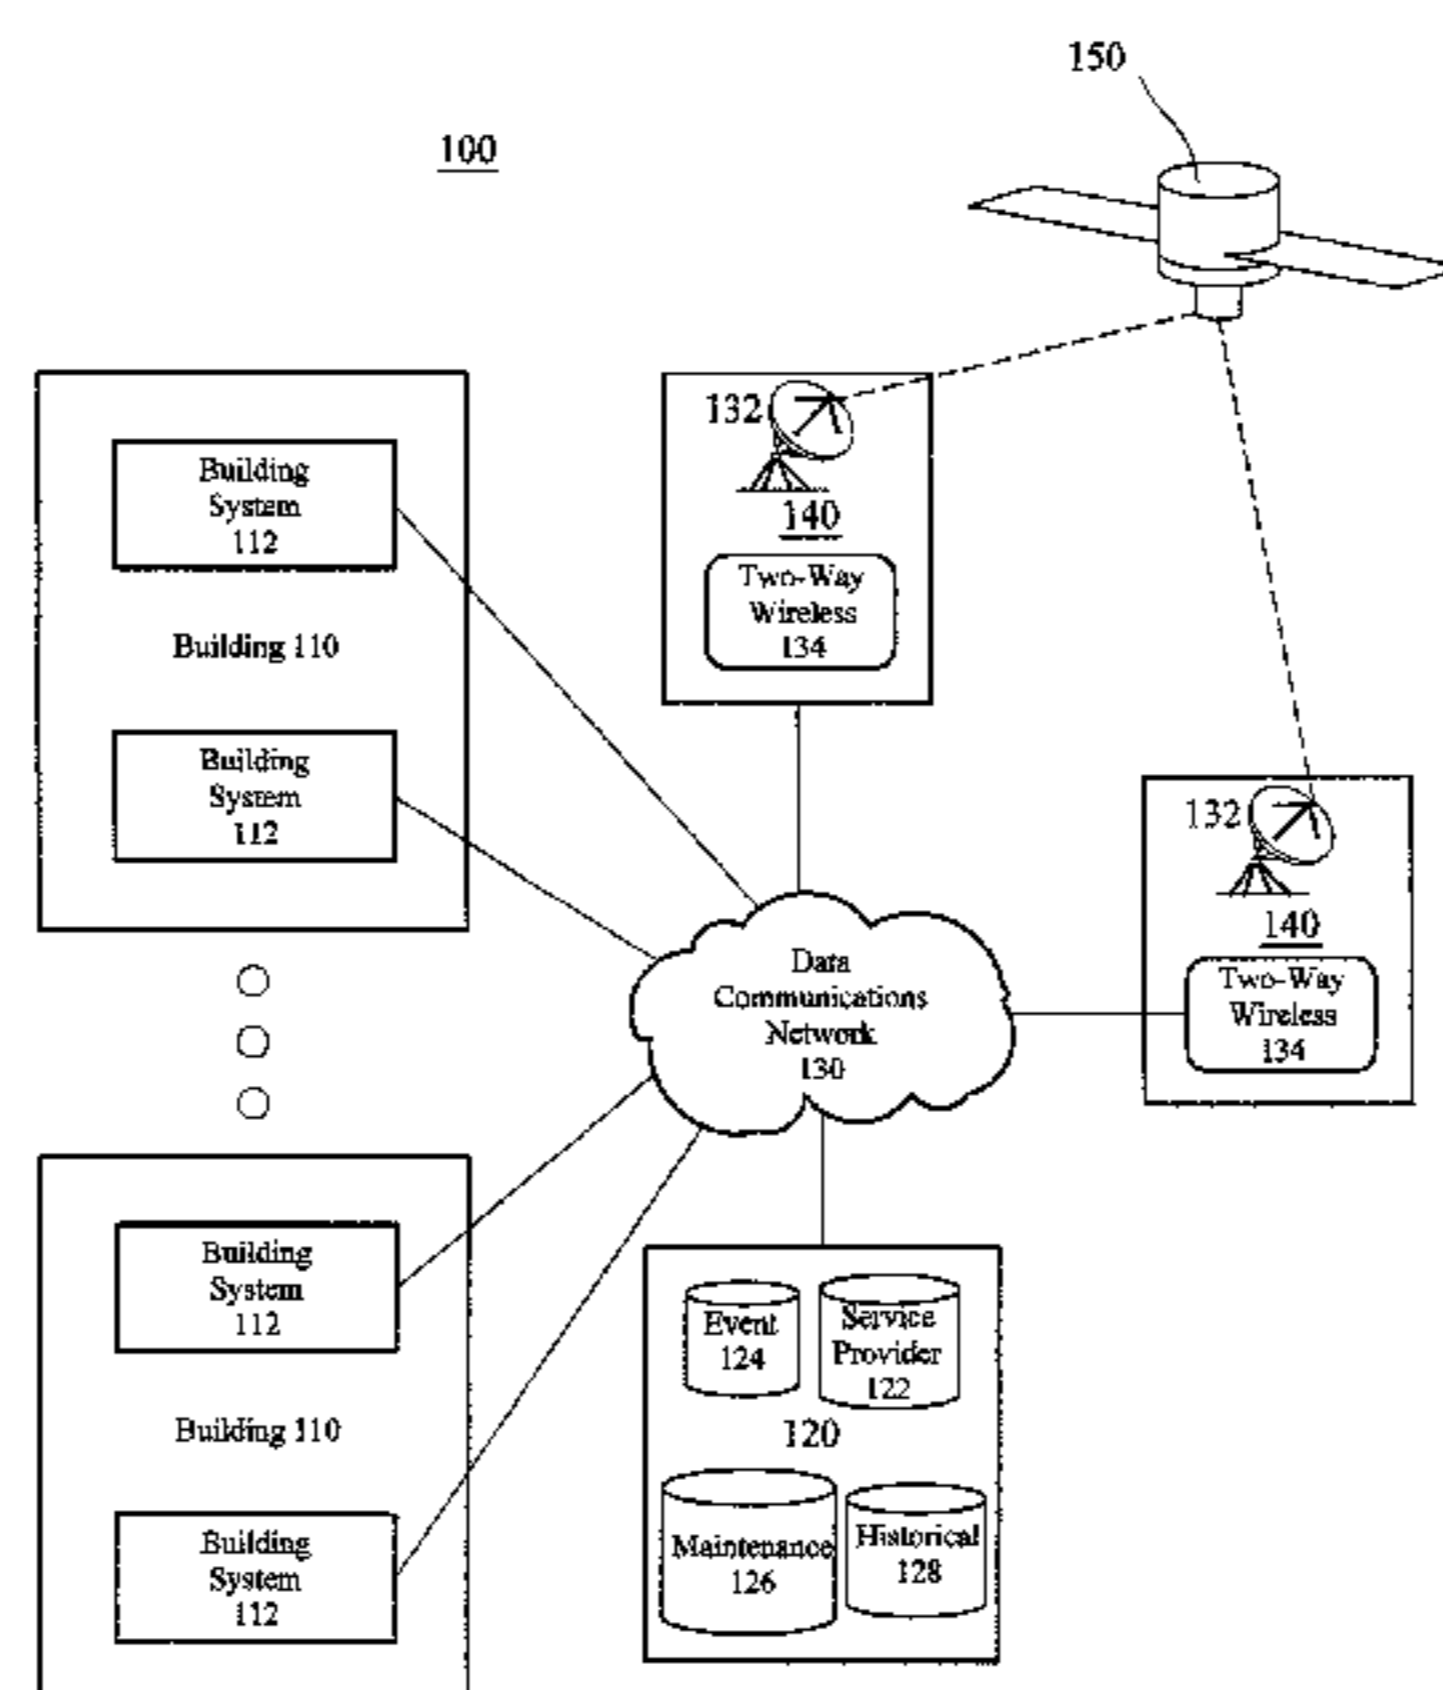 150
100
Building
System
112
Building 110
Building
System
112
132
140
Two-Way
Wireless
134
132
140
Two-Way
Wireless
134
Data
Communications
Network
130
Building
System
112
Building 110
Building
System
112
Event
124
Service
Provider
122
120
Maintenance
126
Historical
128